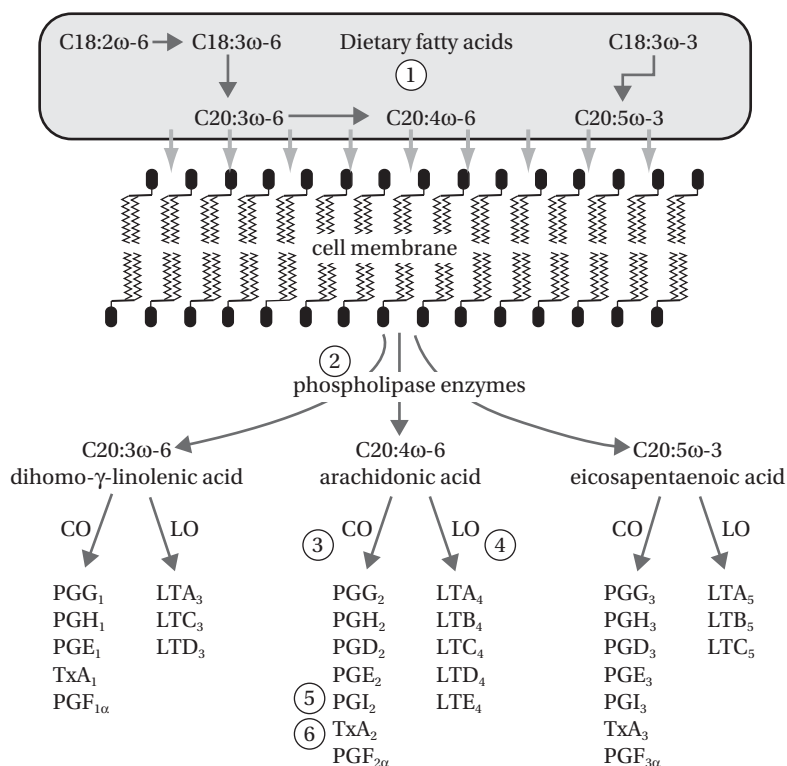 C18:2ω-6 C18:3ω-6 Dietary fatty acids C18:3ω-3
1
C20:3ω-6 C20:4ω-6 C20:5ω-3
cell membrane
2
phospholipase enzymes
C20:3ω-6
dihomo-γ-linolenic acid
CO LO
PGG₁ LTA₃
PGH₁ LTC₃
PGE₁ LTD₃
TxA₁
PGF₁α
C20:4ω-6
arachidonic acid
3 CO LO 4
PGG₂ LTA₄
PGH₂ LTB₄
PGD₂ LTC₄
PGE₂ LTD₄
5 PGI₂ LTE₄
6 TxA₂
PGF₂α
C20:5ω-3
eicosapentaenoic acid
CO LO
PGG₃ LTA₅
PGH₃ LTB₅
PGD₃ LTC₅
PGE₃
PGI₃
TxA₃
PGF₃α